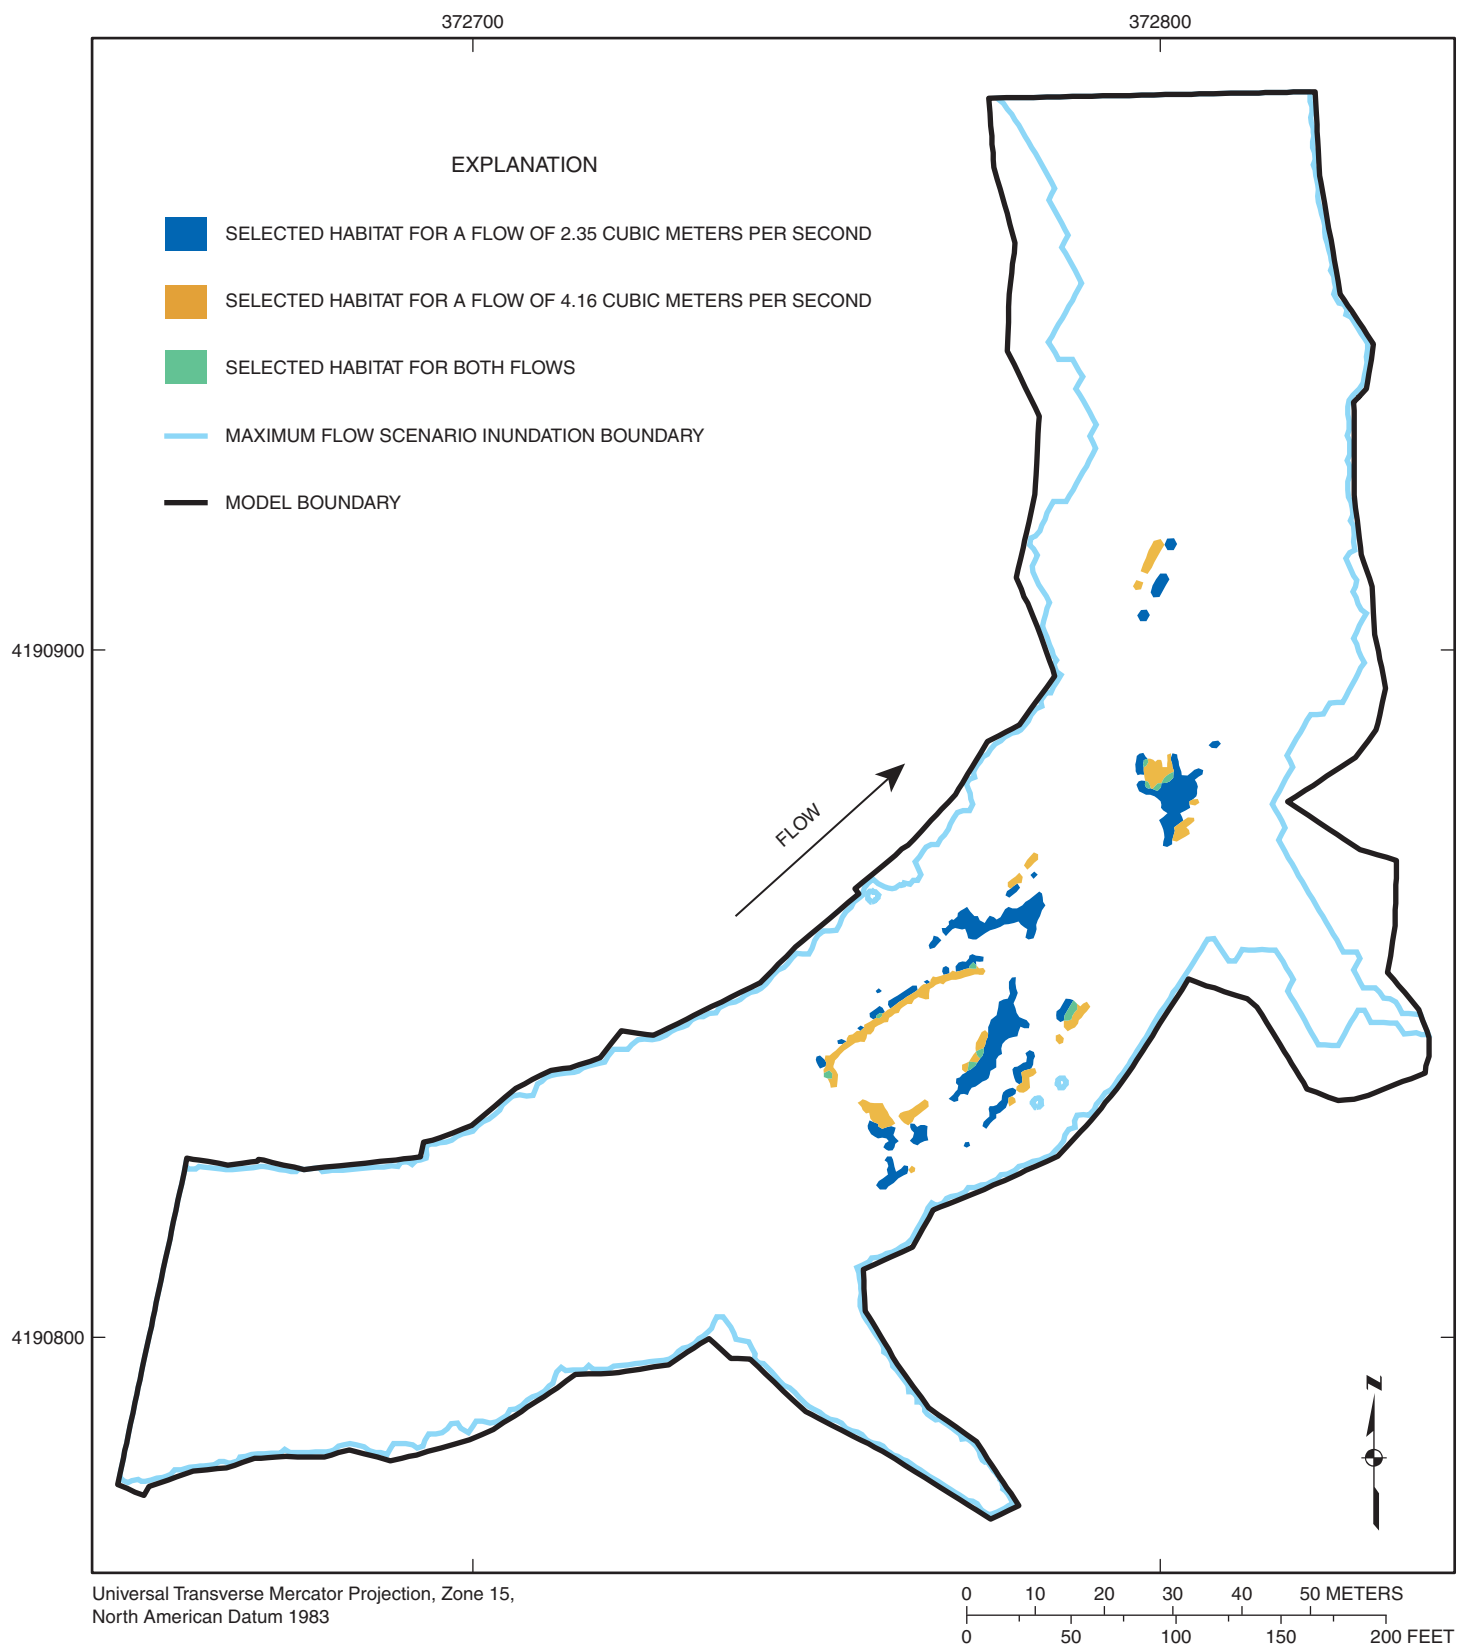 372700
372800
EXPLANATION
SELECTED HABITAT FOR A FLOW OF 2.35 CUBIC METERS PER SECOND
SELECTED HABITAT FOR A FLOW OF 4.16 CUBIC METERS PER SECOND
SELECTED HABITAT FOR BOTH FLOWS
MAXIMUM FLOW SCENARIO INUNDATION BOUNDARY
MODEL BOUNDARY
4190900
FLOW
4190800
N
Universal Transverse Mercator Projection, Zone 15,
North American Datum 1983
0 10 20 30 40 50 METERS
0 50 100 150 200 FEET